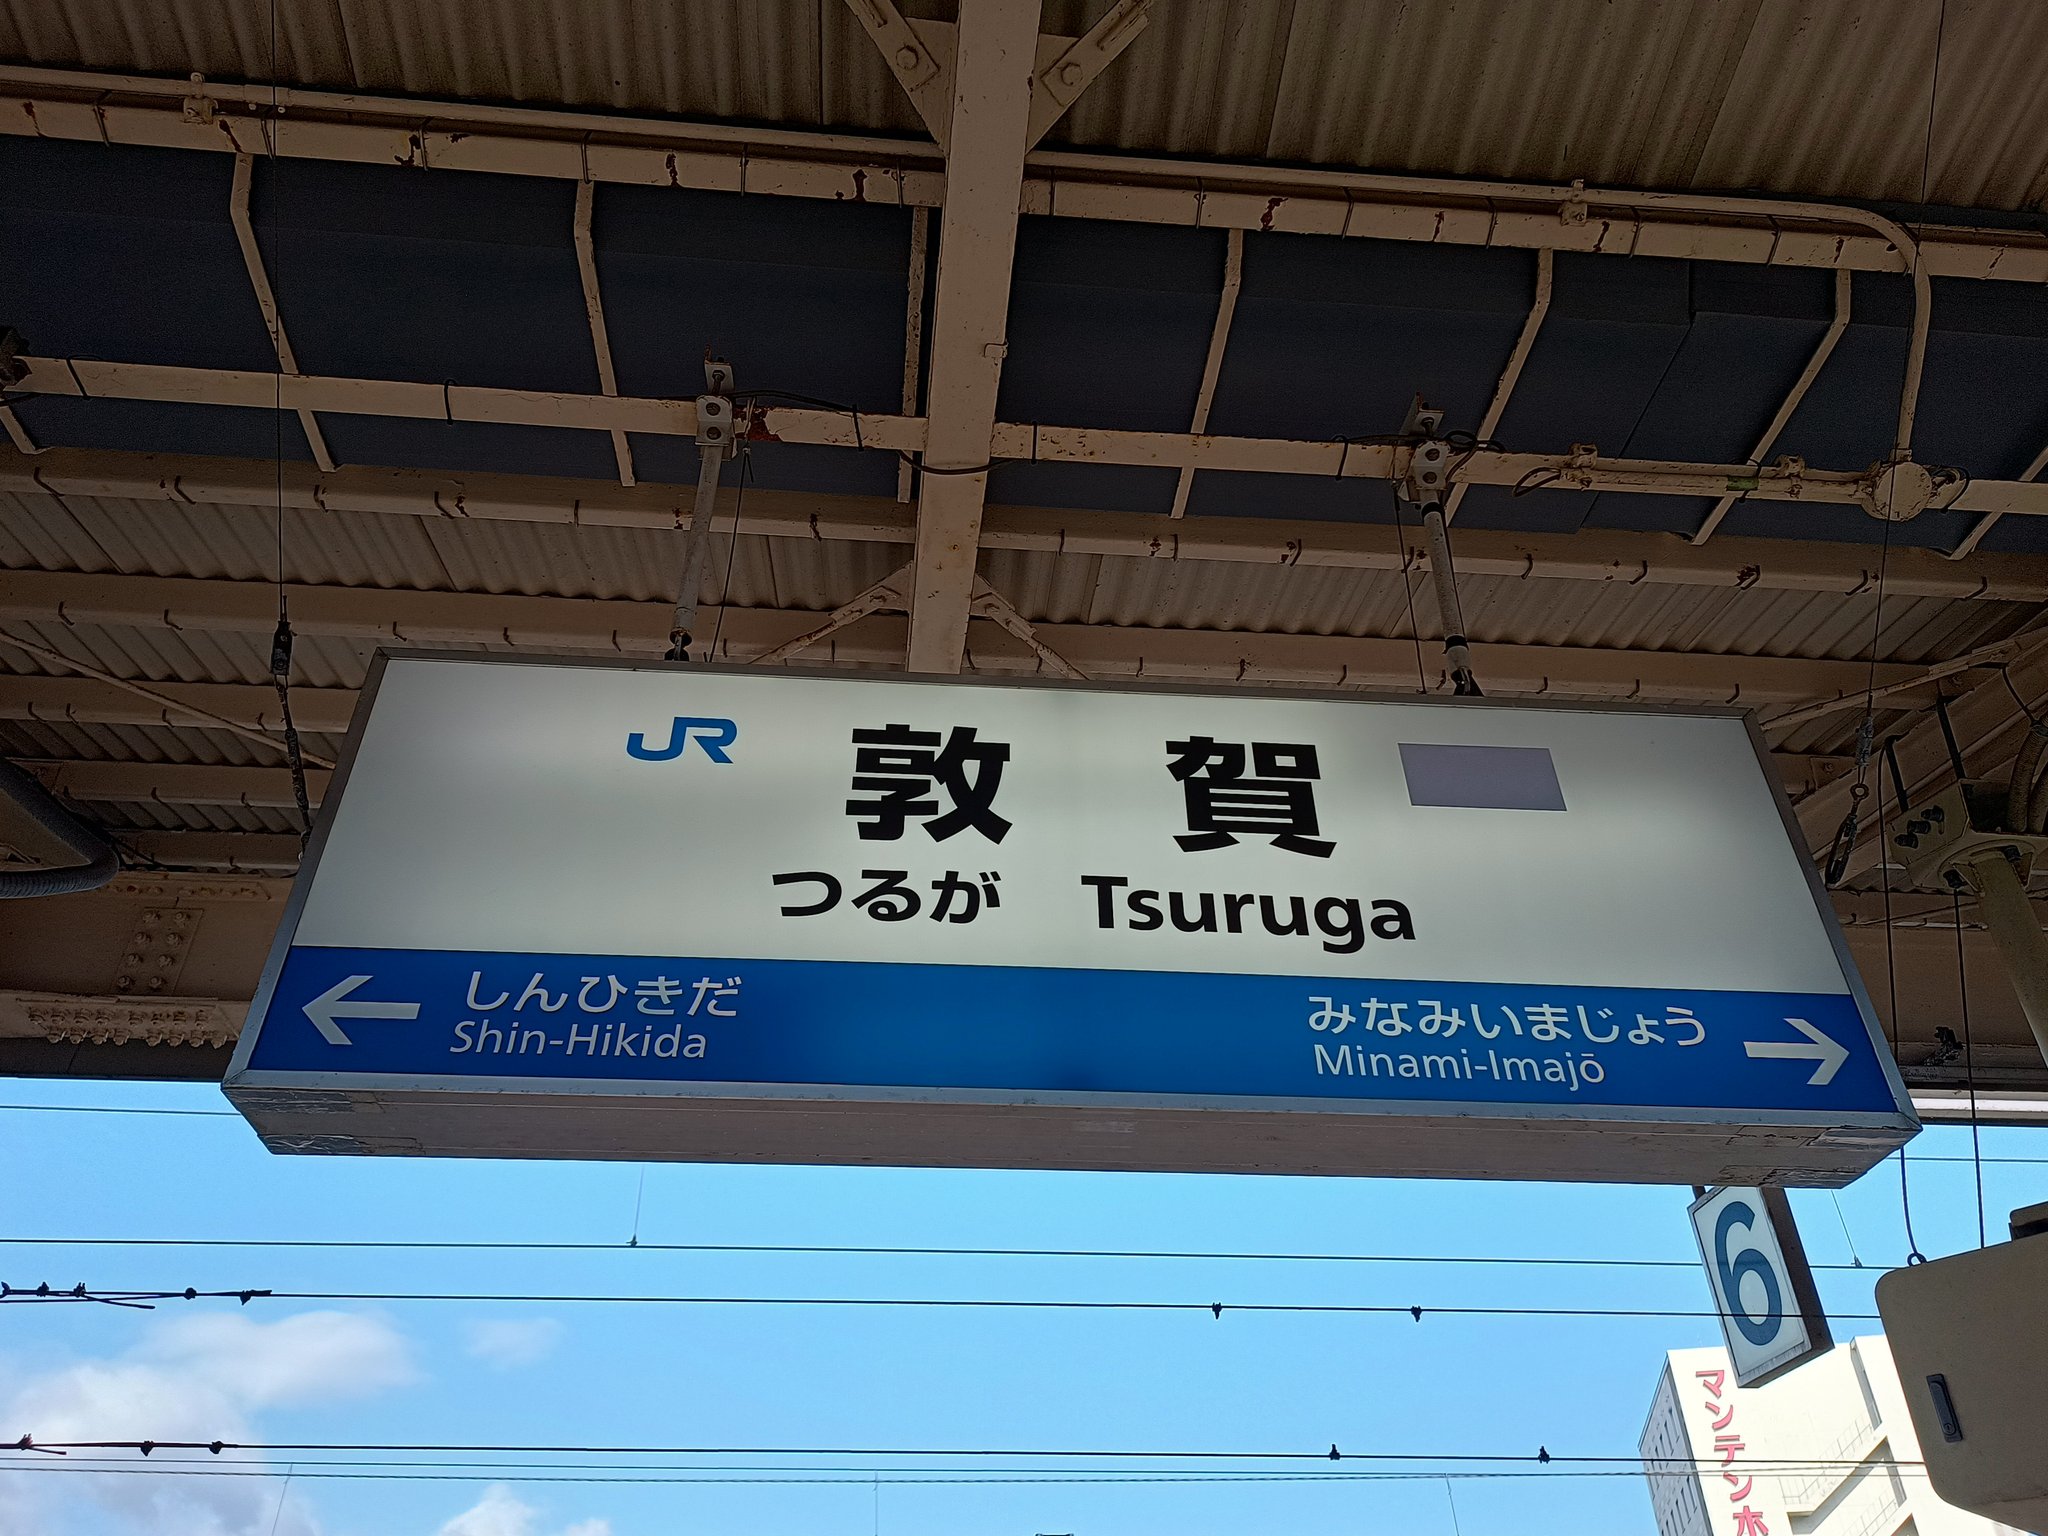 JR 敦賀
つるが Tsuruga
← しんひきだ
Shin-Hikida
みなみいまじょう →
Minami-Imajō
6
マンテンホ